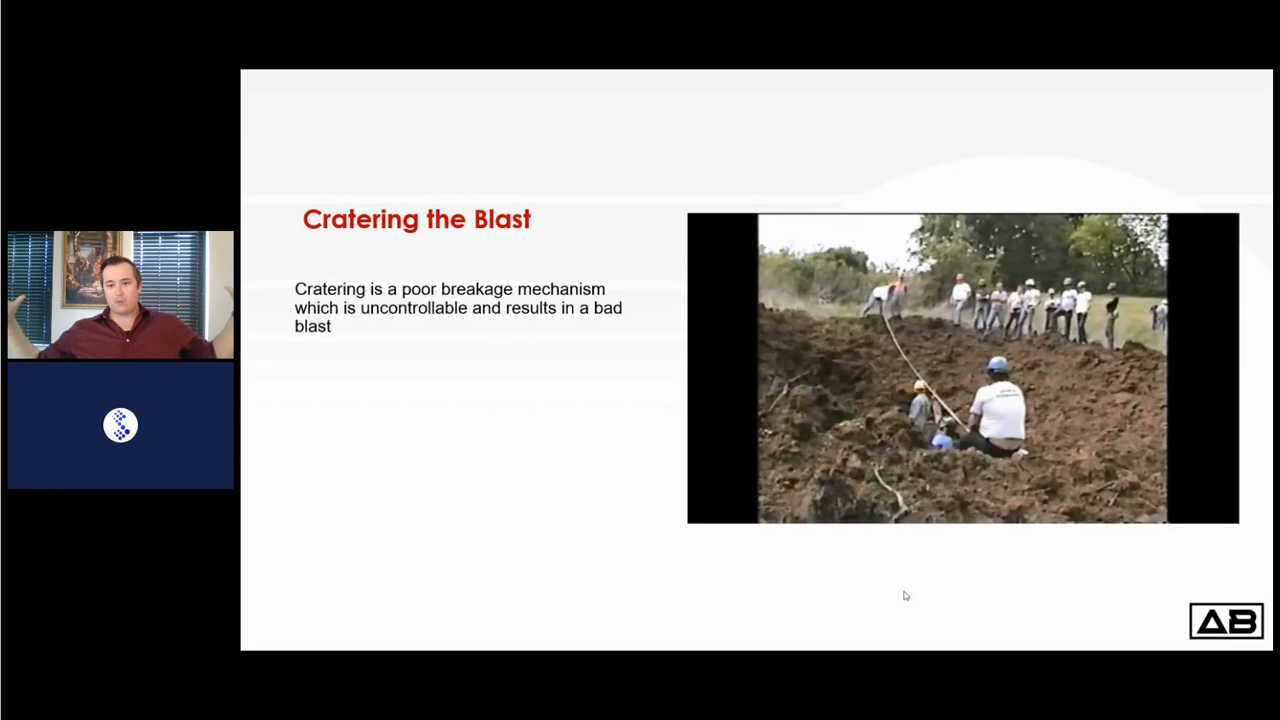 Cratering the Blast
Cratering is a poor breakage mechanism
which is uncontrollable and results in a bad
blast
AB